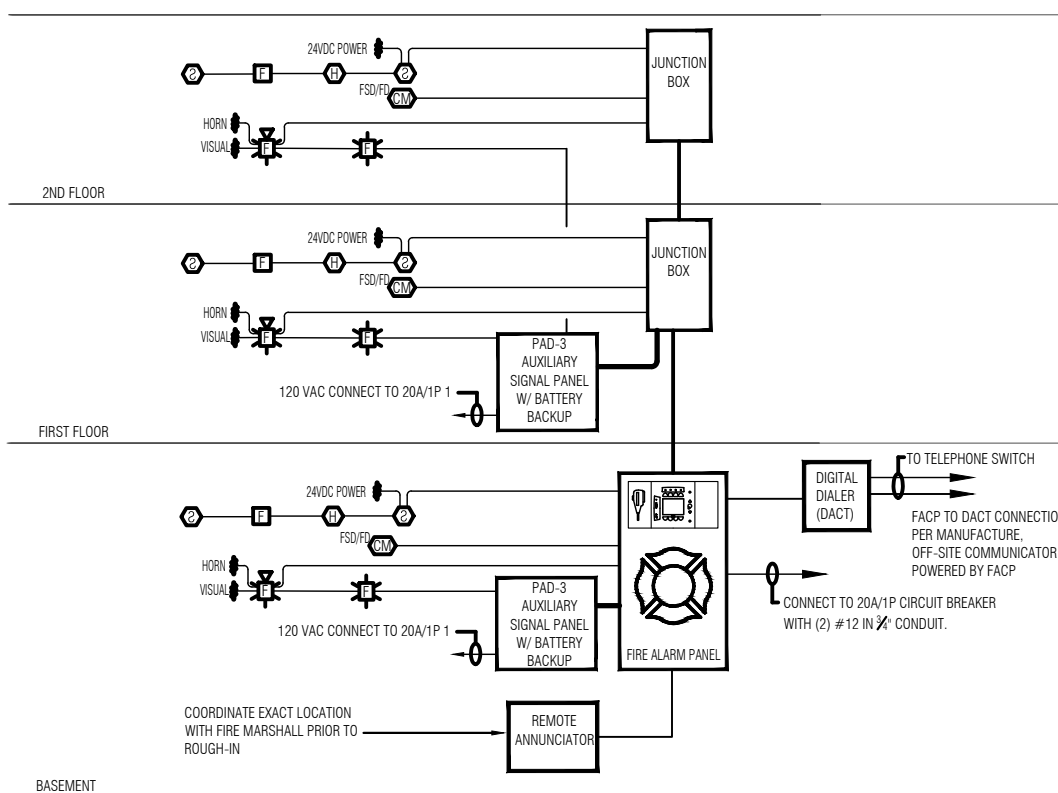 24VDC POWER
S
F
H
S
FSD/FD
CM
JUNCTION
BOX
HORN
VISUAL
F
F
2ND FLOOR
24VDC POWER
S
F
H
S
FSD/FD
CM
JUNCTION
BOX
HORN
VISUAL
F
F
PAD-3
AUXILIARY
SIGNAL PANEL
W/ BATTERY
BACKUP
120 VAC CONNECT TO 20A/1P 1
FIRST FLOOR
24VDC POWER
S
F
H
S
FSD/FD
CM
DIGITAL
DIALER
(DACT)
TO TELEPHONE SWITCH
FACP TO DACT CONNECTIO
PER MANUFACTURE,
OFF-SITE COMMUNICATOR
POWERED BY FACP
HORN
VISUAL
F
F
PAD-3
AUXILIARY
SIGNAL PANEL
W/ BATTERY
BACKUP
120 VAC CONNECT TO 20A/1P 1
FIRE ALARM PANEL
CONNECT TO 20A/1P CIRCUIT BREAKER
WITH (2) #12 IN 3/4" CONDUIT.
COORDINATE EXACT LOCATION
WITH FIRE MARSHALL PRIOR TO
ROUGH-IN
REMOTE
ANNUNCIATOR
BASEMENT